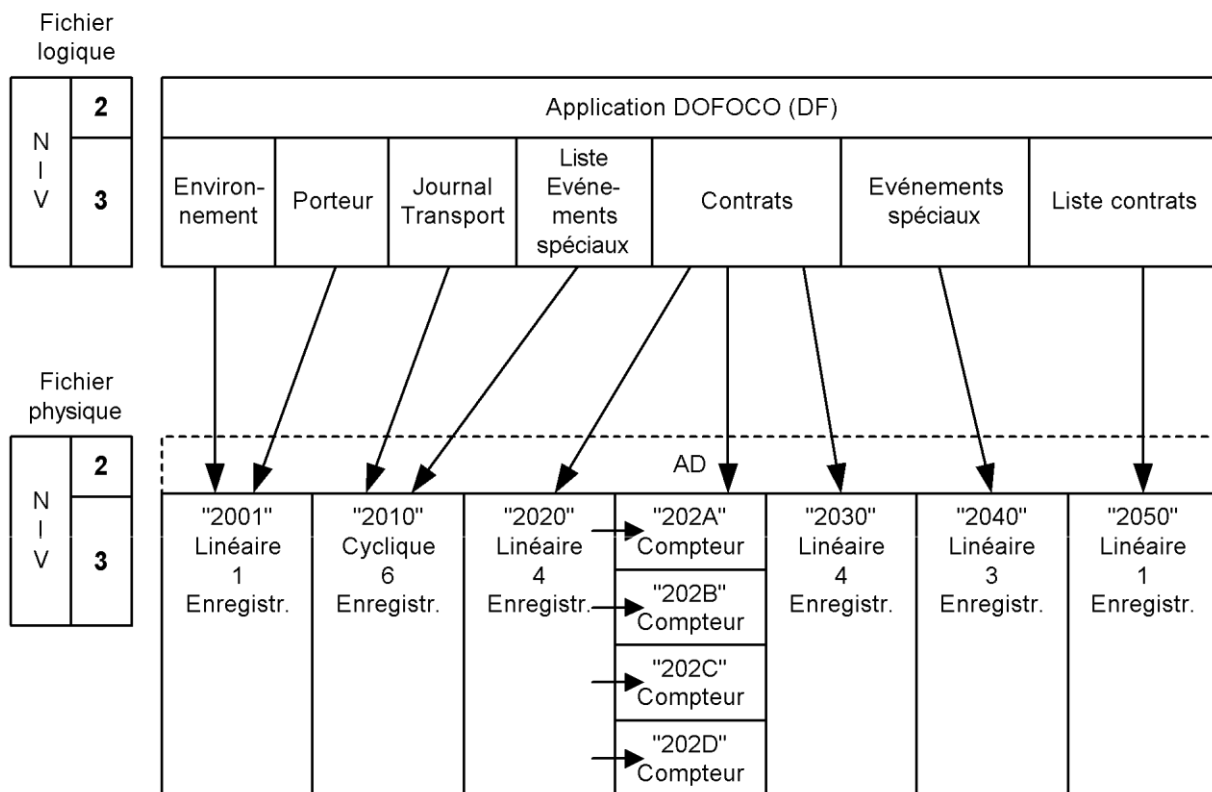 Fichier
logique
N
I
V
2
3
Application DOFOCO (DF)
Environ-
nement
Porteur
Journal
Transport
Liste
Evéne-
ments
spéciaux
Contrats
Evénements
spéciaux
Liste contrats
Fichier
physique
N
I
V
2
3
AD
"2001"
Linéaire
1
Enregistr.
"2010"
Cyclique
6
Enregistr.
"2020"
Linéaire
4
Enregistr.
"202A"
Compteur
"202B"
Compteur
"202C"
Compteur
"202D"
Compteur
"2030"
Linéaire
4
Enregistr.
"2040"
Linéaire
3
Enregistr.
"2050"
Linéaire
1
Enregistr.